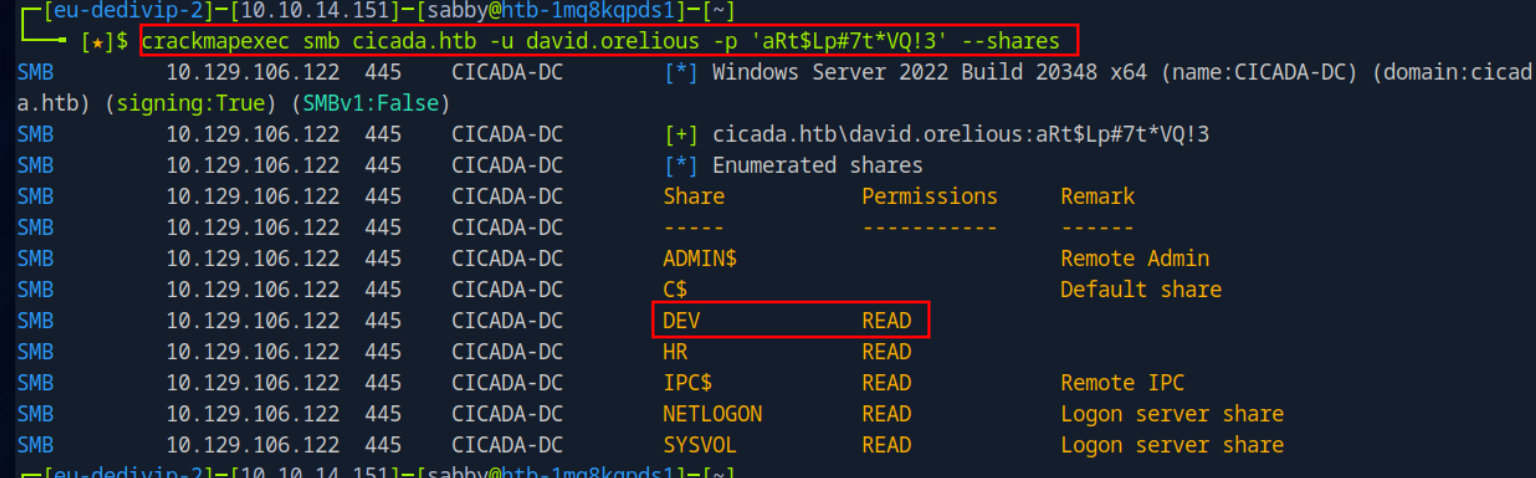 ┌─[eu-dedivip-2]─[10.10.14.151]─[sabby@htb-1mq8kqpds1]─[~]
└──╼ [★]$ crackmapexec smb cicada.htb -u david.orelious -p 'aRt$Lp#7t*VQ!3' --shares
SMB 10.129.106.122 445 CICADA-DC [*] Windows Server 2022 Build 20348 x64 (name:CICADA-DC) (domain:cicad
a.htb) (signing:True) (SMBv1:False)
SMB 10.129.106.122 445 CICADA-DC [+] cicada.htb\david.orelious:aRt$Lp#7t*VQ!3
SMB 10.129.106.122 445 CICADA-DC [*] Enumerated shares
SMB 10.129.106.122 445 CICADA-DC Share Permissions Remark
SMB 10.129.106.122 445 CICADA-DC ----- ----------- ------
SMB 10.129.106.122 445 CICADA-DC ADMIN$ Remote Admin
SMB 10.129.106.122 445 CICADA-DC C$ Default share
SMB 10.129.106.122 445 CICADA-DC DEV READ
SMB 10.129.106.122 445 CICADA-DC HR READ
SMB 10.129.106.122 445 CICADA-DC IPC$ READ Remote IPC
SMB 10.129.106.122 445 CICADA-DC NETLOGON READ Logon server share
SMB 10.129.106.122 445 CICADA-DC SYSVOL READ Logon server share
┌─[eu-dedivip-2]─[10.10.14.151]─[sabby@htb-1mq8kqpds1]─[~]